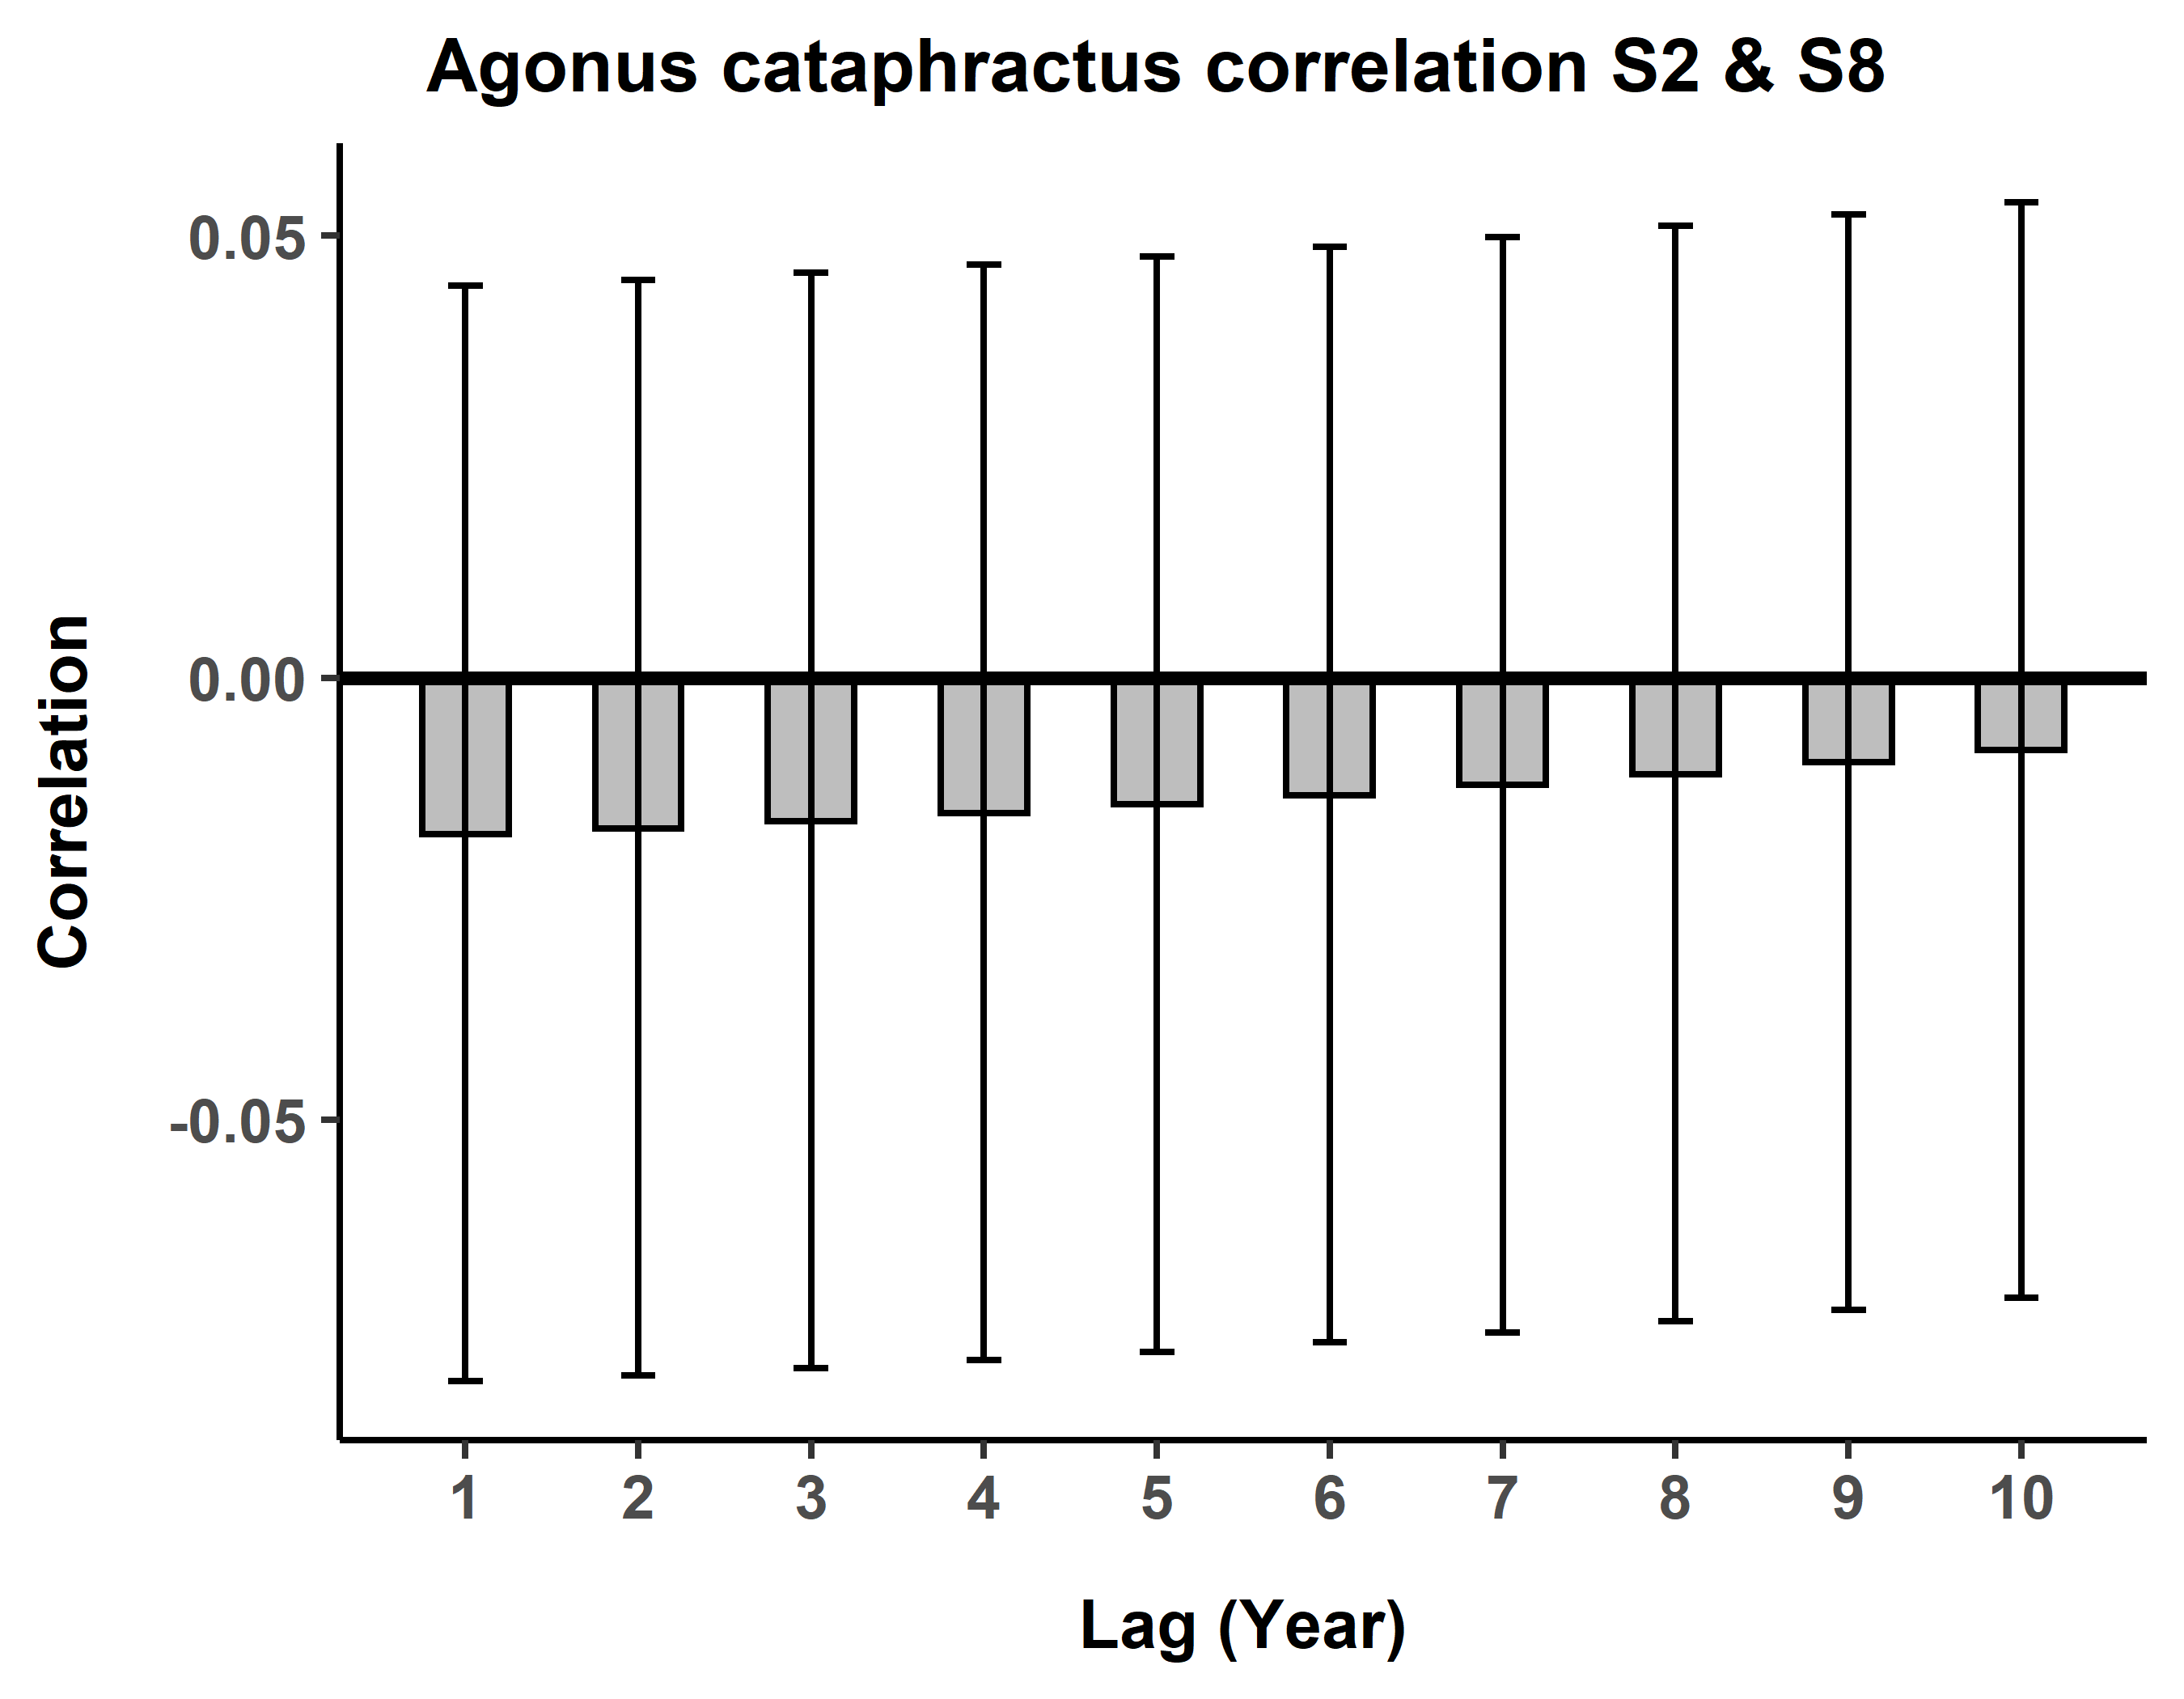 Agonus cataphractus correlation S2 & S8
Correlation
0.05
0.00
-0.05
1 2 3 4 5 6 7 8 9 10
Lag (Year)